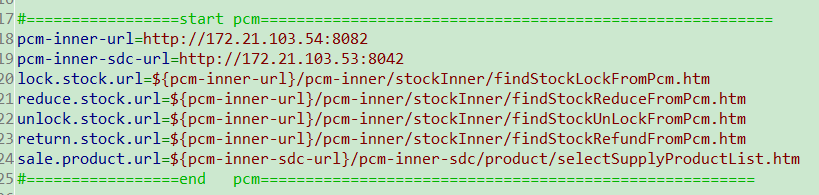 17 #=================start pcm========================================================
18 pcm-inner-url=http://172.21.103.54:8082
19 pcm-inner-sdc-url=http://172.21.103.53:8042
20 lock.stock.url=${pcm-inner-url}/pcm-inner/stockInner/findStockLockFromPcm.htm
21 reduce.stock.url=${pcm-inner-url}/pcm-inner/stockInner/findStockReduceFromPcm.htm
22 unlock.stock.url=${pcm-inner-url}/pcm-inner/stockInner/findStockUnLockFromPcm.htm
23 return.stock.url=${pcm-inner-url}/pcm-inner/stockInner/findStockRefundFromPcm.htm
24 sale.product.url=${pcm-inner-sdc-url}/pcm-inner-sdc/product/selectSupplyProductList.htm
25 #=================end   pcm======================================================